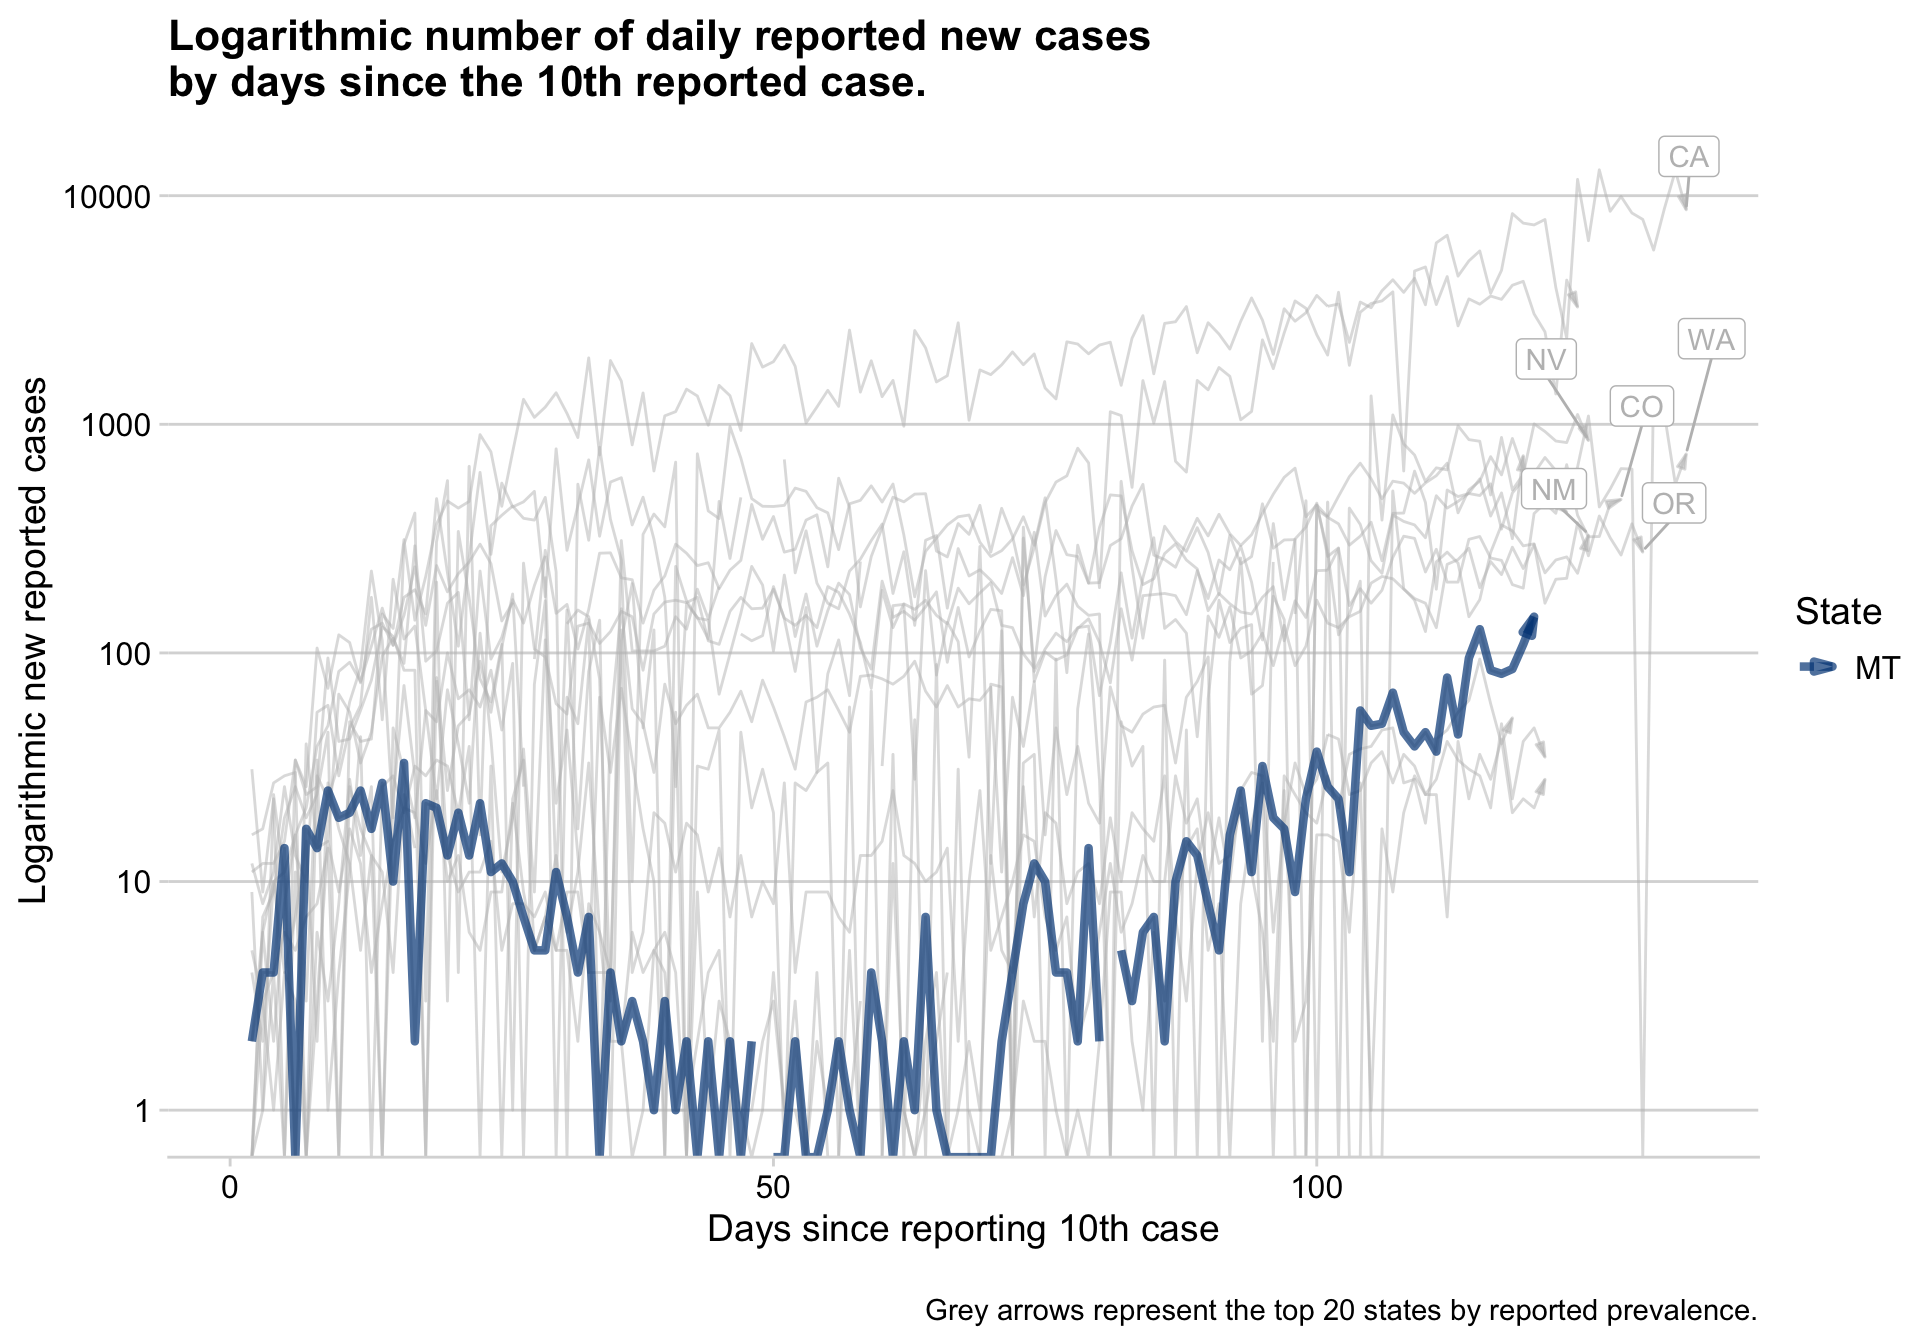 Logarithmic number of daily reported new cases
by days since the 10th reported case.
Logarithmic new reported cases
10000
1000
100
10
1
CA
WA
NV
CO
NM
OR
State
MT
0
50
100
Days since reporting 10th case
Grey arrows represent the top 20 states by reported prevalence.